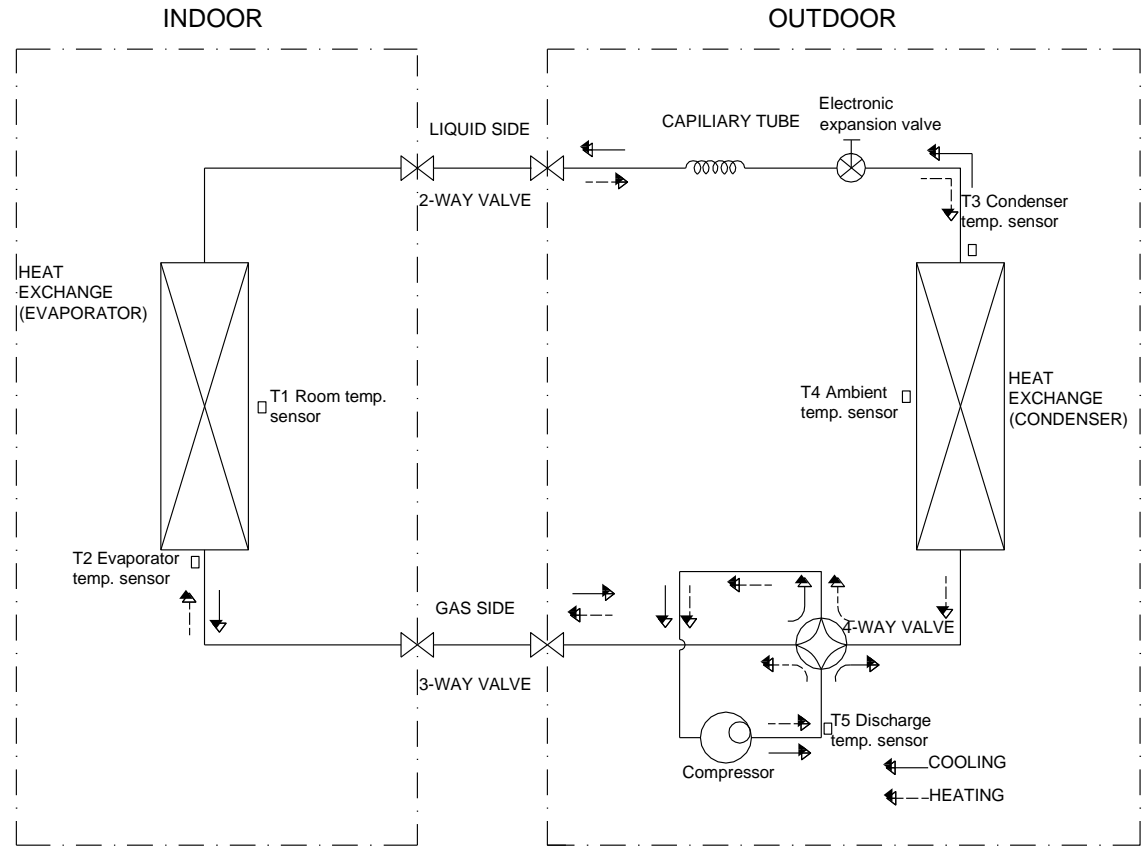 INDOOR
OUTDOOR
LIQUID SIDE
CAPILIARY TUBE
Electronic
expansion valve
2-WAY VALVE
T3 Condenser
temp. sensor
HEAT
EXCHANGE
(EVAPORATOR)
T1 Room temp.
sensor
T4 Ambient
temp. sensor
HEAT
EXCHANGE
(CONDENSER)
T2 Evaporator
temp. sensor
GAS SIDE
4-WAY VALVE
3-WAY VALVE
T5 Discharge
temp. sensor
Compressor
COOLING
HEATING